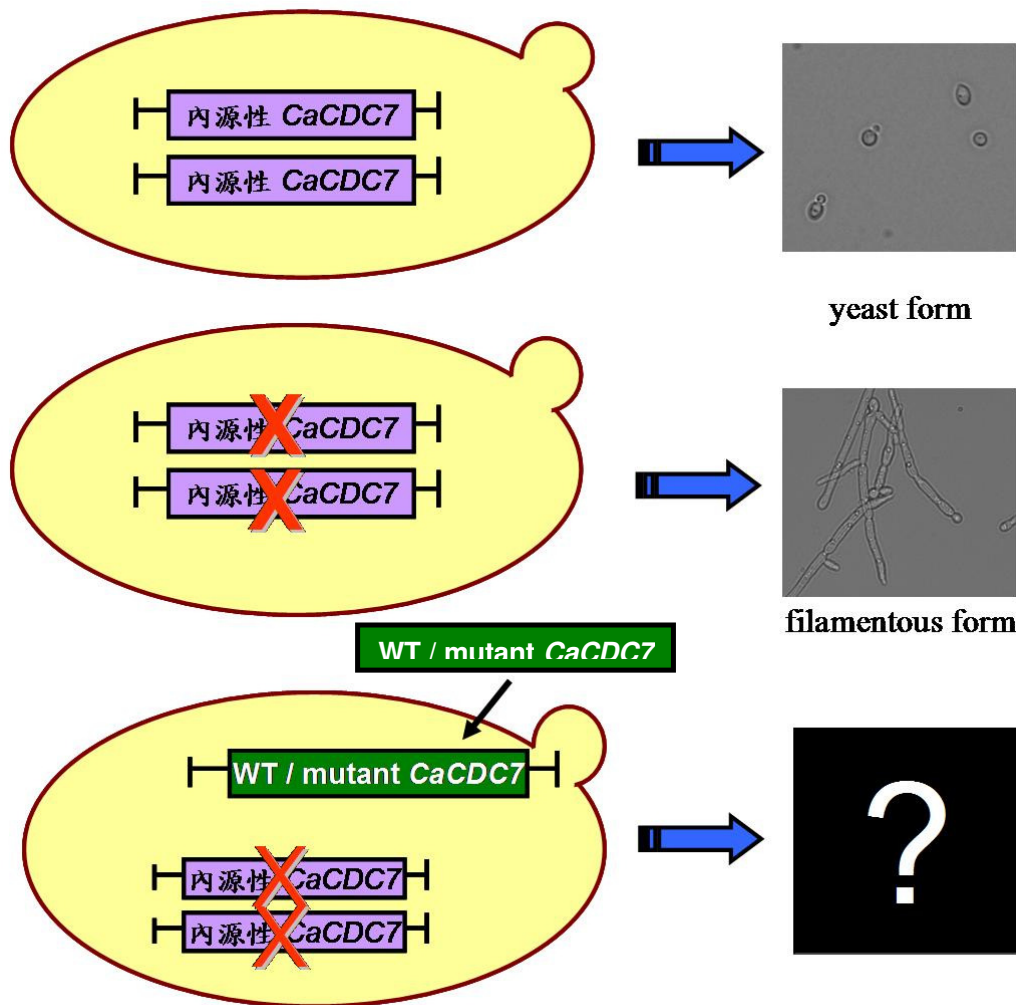 內源性 CaCDC7
內源性 CaCDC7
yeast form
內源性 CaCDC7
內源性 CaCDC7
filamentous form
WT / mutant CaCDC7
WT / mutant CaCDC7
?
內源性 CaCDC7
內源性 CaCDC7